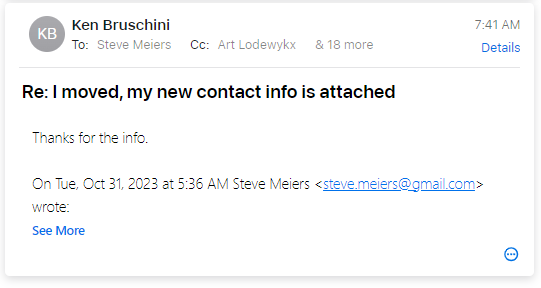 KB
Ken Bruschini
7:41 AM
To: Steve Meiers Cc: Art Lodewykx & 18 more
Details
Re: I moved, my new contact info is attached
Thanks for the info.
On Tue, Oct 31, 2023 at 5:36 AM Steve Meiers <steve.meiers@gmail.com>
wrote:
See More